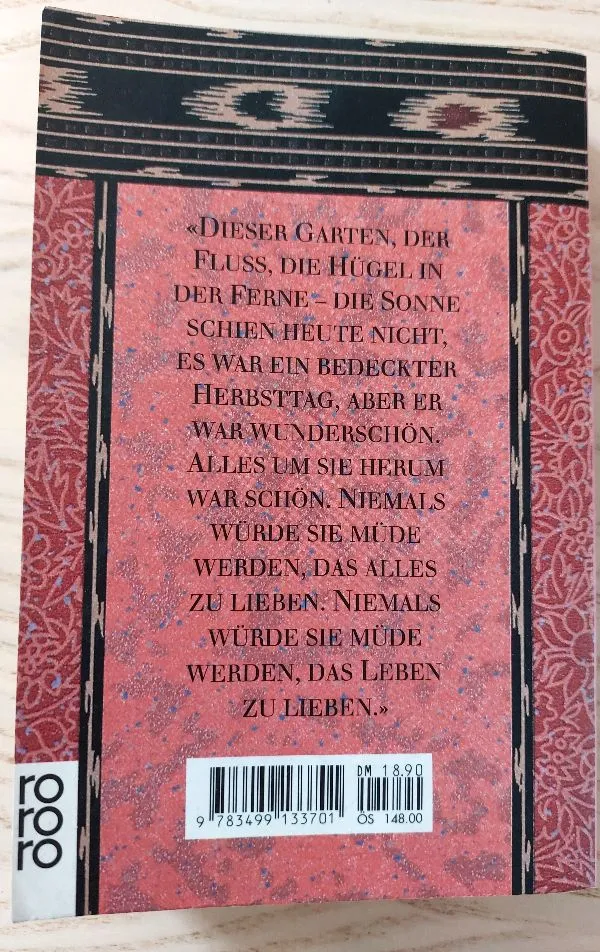 «Dieser Garten, der
Fluss, die Hügel in
der Ferne – die Sonne
schien heute nicht,
es war ein bedeckter
Herbsttag, aber er
war wunderschön.
Alles um sie herum
war schön. Niemals
würde sie müde
werden, das alles
zu lieben. Niemals
würde sie müde
werden, das Leben
zu lieben.»
ro
ro
ro
DM 18.90
9 783499 133701
ÖS 148.00